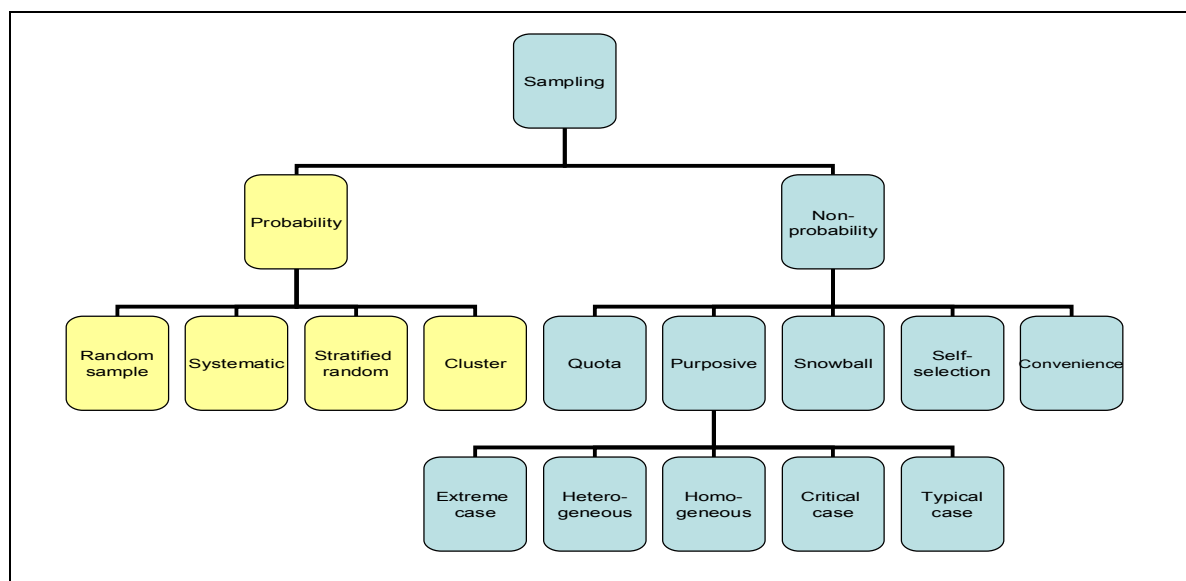 Sampling
Probability
Non-
probability
Random
sample
Systematic
Stratified
random
Cluster
Quota
Purposive
Snowball
Self-
selection
Convenience
Extreme
case
Hetero-
geneous
Homo-
geneous
Critical
case
Typical
case